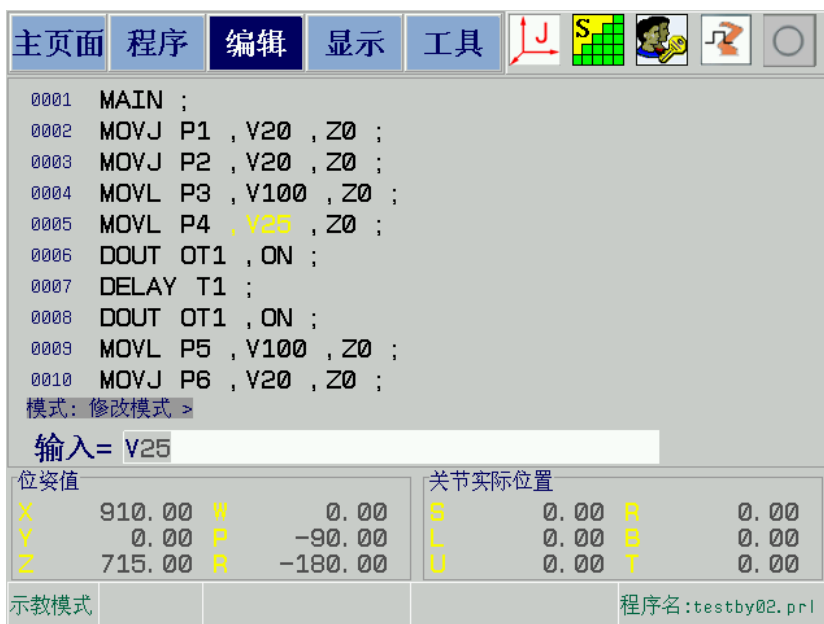 主页面 程序 编辑 显示 工具 J S
0001 MAIN ;
0002 MOVJ P1 , V20 , Z0 ;
0003 MOVJ P2 , V20 , Z0 ;
0004 MOVL P3 , V100 , Z0 ;
0005 MOVL P4 , V25 , Z0 ;
0006 DOUT OT1 , ON ;
0007 DELAY T1 ;
0008 DOUT OT1 , ON ;
0009 MOVL P5 , V100 , Z0 ;
0010 MOVJ P6 , V20 , Z0 ;
模式: 修改模式 >
输入= V25
位姿值 关节实际位置
X 910.00 W 0.00 S 0.00 R 0.00
Y 0.00 P -90.00 L 0.00 B 0.00
Z 715.00 R -180.00 U 0.00 T 0.00
示教模式 程序名:testby02.prl